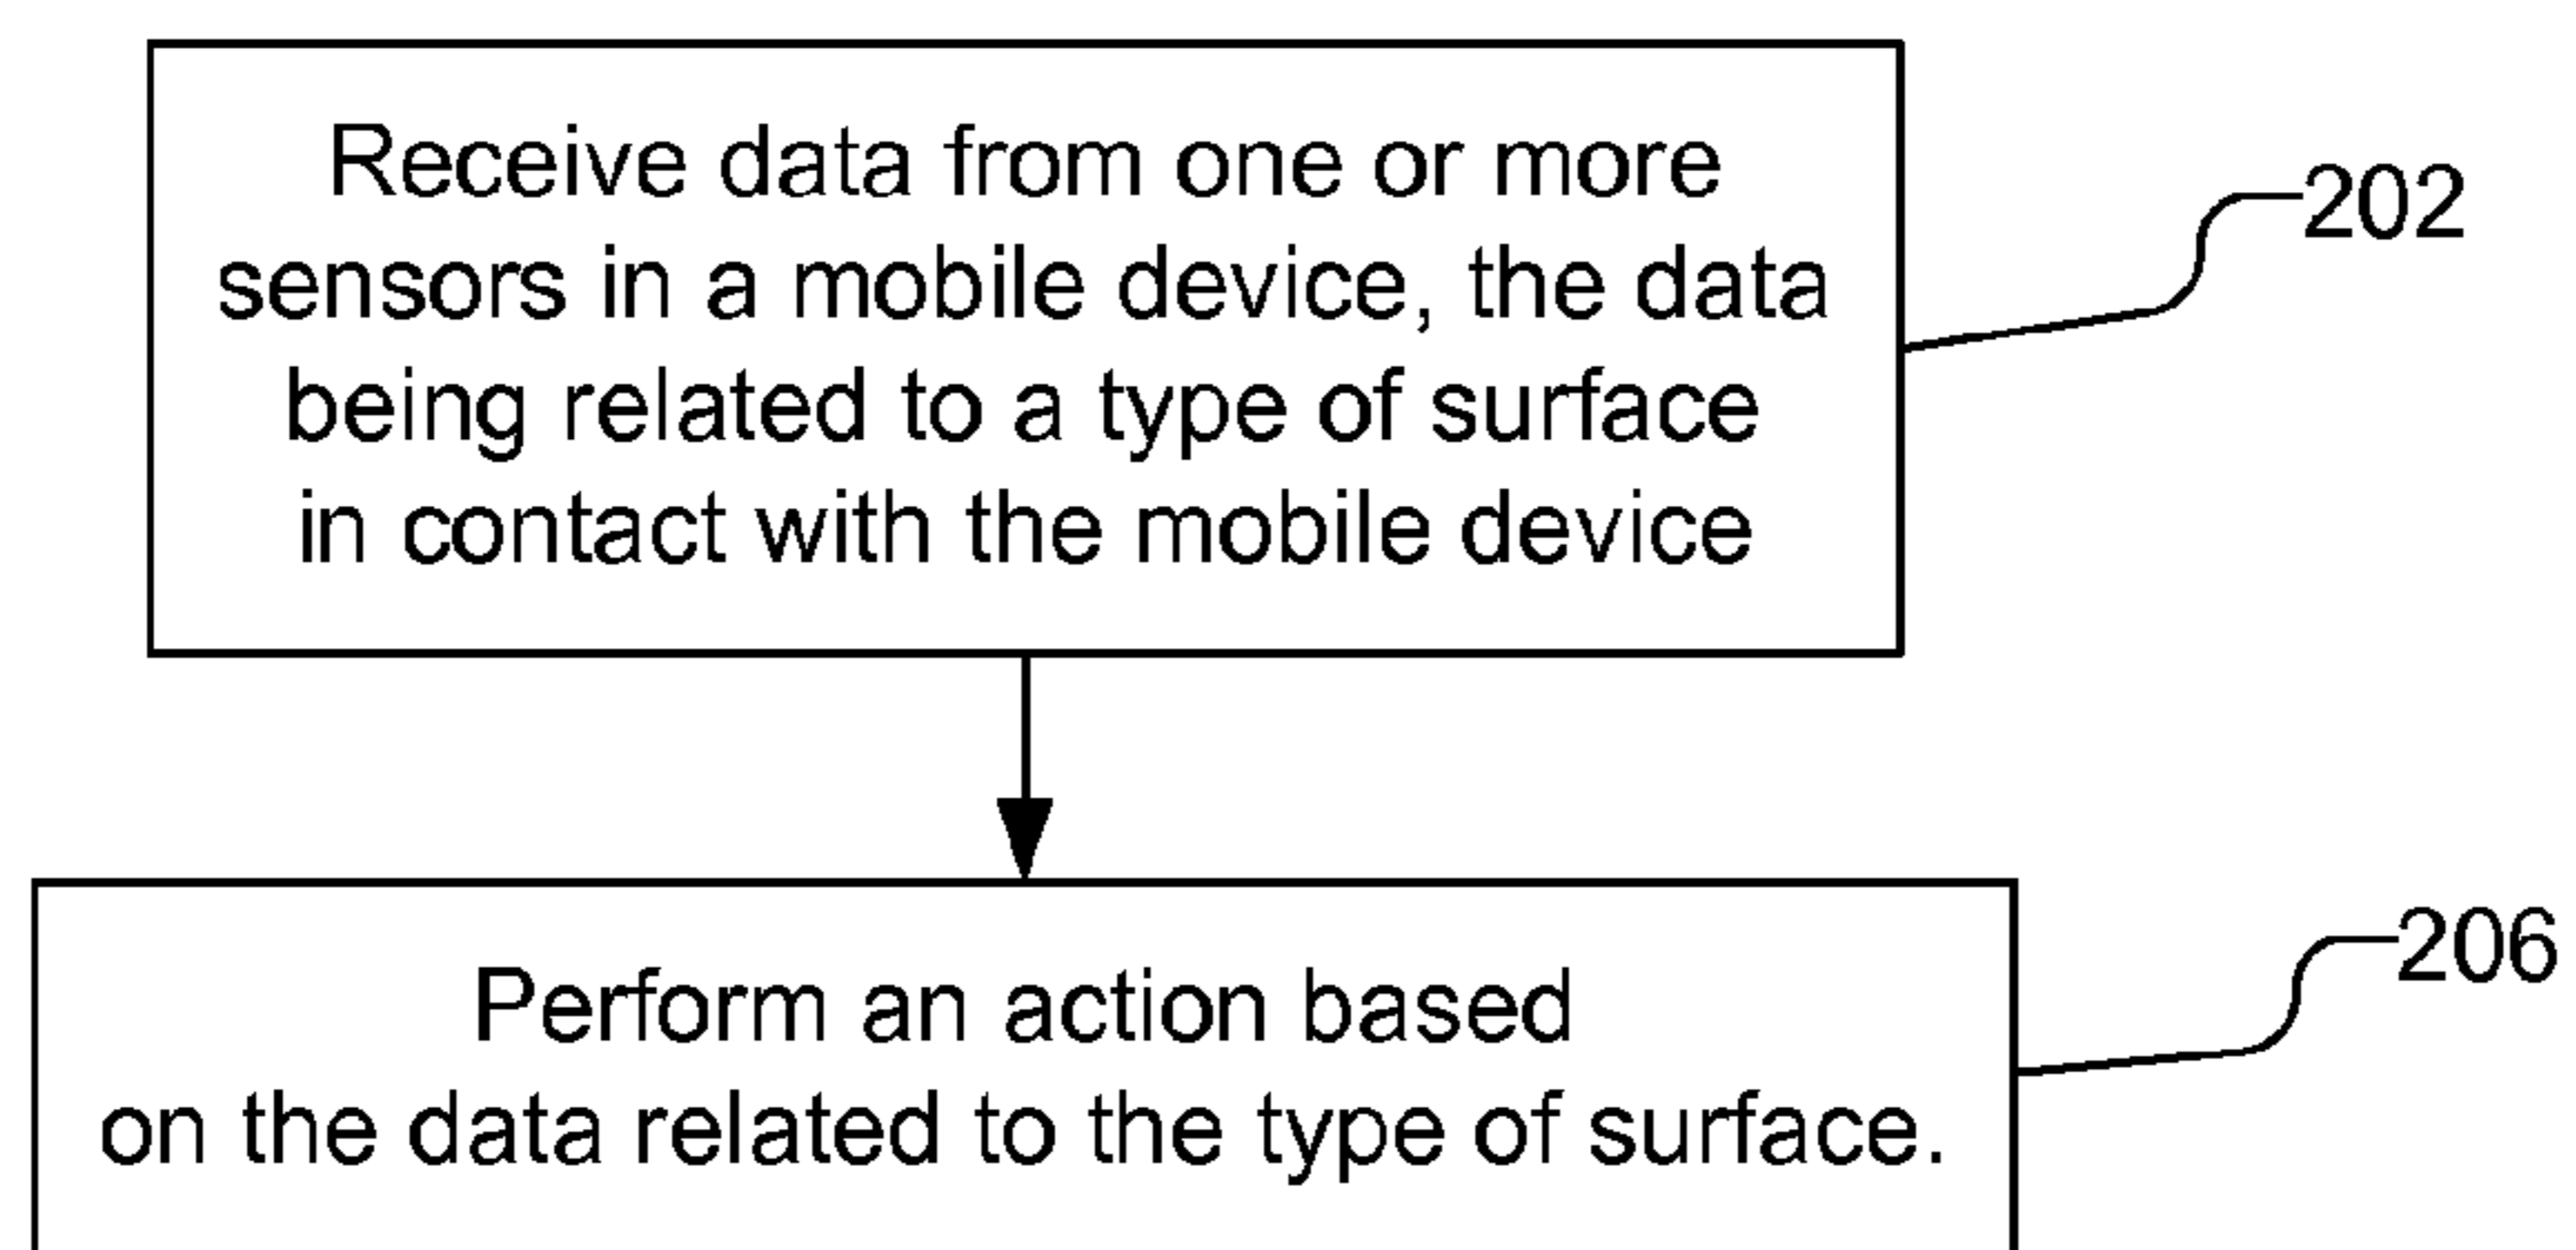 Receive data from one or more
sensors in a mobile device, the data
being related to a type of surface
in contact with the mobile device
202
Perform an action based
on the data related to the type of surface.
206